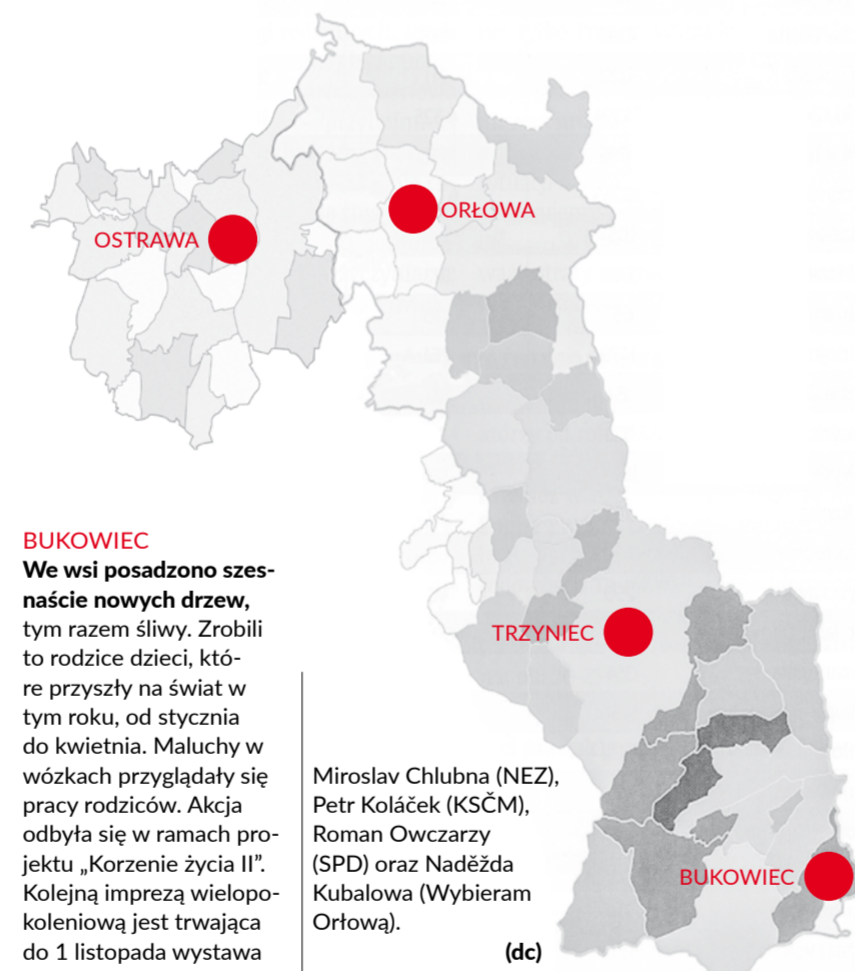 ORŁOWA
OSTRAWA
TRZYNIEC
BUKOWIEC
BUKOWIEC
We wsi posadzono szes-
naście nowych drzew,
tym razem śliwy. Zrobili
to rodzice dzieci, któ-
re przyszły na świat w
tym roku, od stycznia
do kwietnia. Maluchy w
wózkach przyglądały się
pracy rodziców. Akcja
odbyła się w ramach pro-
jektu „Korzenie życia II”.
Kolejną imprezą wielopo-
koleniową jest trwająca
do 1 listopada wystawa
Miroslav Chlubna (NEZ),
Petr Koláček (KSČM),
Roman Owczarzy
(SPD) oraz Naděžda
Kubalowa (Wybieram
Orłową).
(dc)